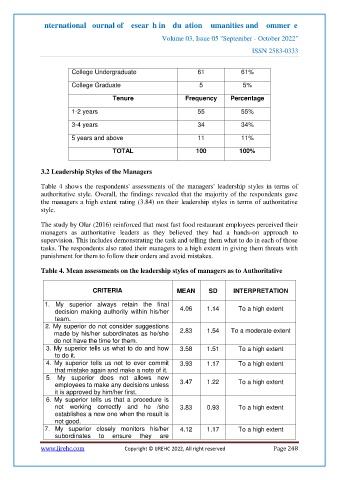 nternational ournal of esear h in du ation umanities and ommer e
Volume 03, Issue 05 "September - October 2022"
ISSN 2583-0333
College Undergraduate 61 61%
College Graduate 5 5%
Tenure Frequency Percentage
1-2 years 55 55%
3-4 years 34 34%
5 years and above 11 11%
TOTAL 100 100%
3.2 Leadership Styles of the Managers
Table 4 shows the respondents' assessments of the managers' leadership styles in terms of
authoritative style. Overall, the findings revealed that the majority of the respondents gave
the managers a high extent rating (3.84) on their leadership styles in terms of authoritative
style.
The study by Olur (2016) reinforced that most fast food restaurant employees perceived their
managers as authoritative leaders as they believed they had a hands-on approach to
supervision. This includes demonstrating the task and telling them what to do in each of those
tasks. The respondents also rated their managers to a high extent in giving them threats with
punishment for them to follow their orders and avoid mistakes.
Table 4. Mean assessments on the leadership styles of managers as to Authoritative
CRITERIA MEAN SD INTERPRETATION
1. My superior always retain the final
decision making authority within his/her
team.
4.06 1.14 To a high extent
2. My superior do not consider suggestions
made by his/her subordinates as he/she
do not have the time for them.
2.83 1.54 To a moderate extent
3. My superior tells us what to do and how
to do it.
3.58 1.51 To a high extent
4. My superior tells us not to ever commit
that mistake again and make a note of it.
3.93 1.17 To a high extent
5. My superior does not allows new
employees to make any decisions unless
it is approved by him/her first.
3.47 1.22 To a high extent
6. My superior tells us that a procedure is
not working correctly and he /she
establishes a new one when the result is
not good.
3.83 0.93 To a high extent
7. My superior closely monitors his/her
subordinates to ensure they are
4.12 1.17 To a high extent
www.ijrehc.com Copyright © IJREHC 2022, All right reserved Page 248